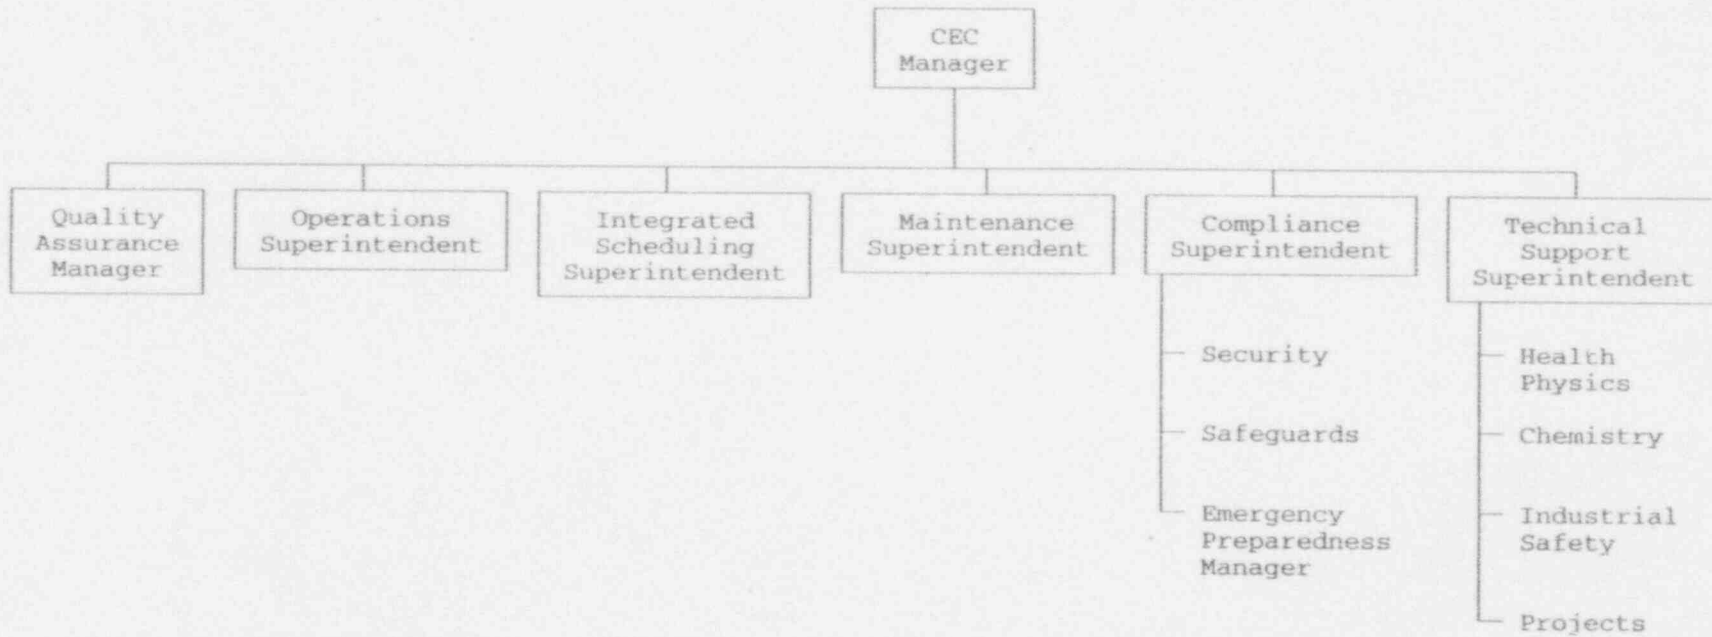 CEC
Manager
Quality
Assurance
Manager
Operations
Superintendent
Integrated
Scheduling
Superintendent
Maintenance
Superintendent
Compliance
Superintendent
Technical
Support
Superintendent
Security
Safeguards
Emergency
Preparedness
Manager
Health
Physics
Chemistry
Industrial
Safety
Projects